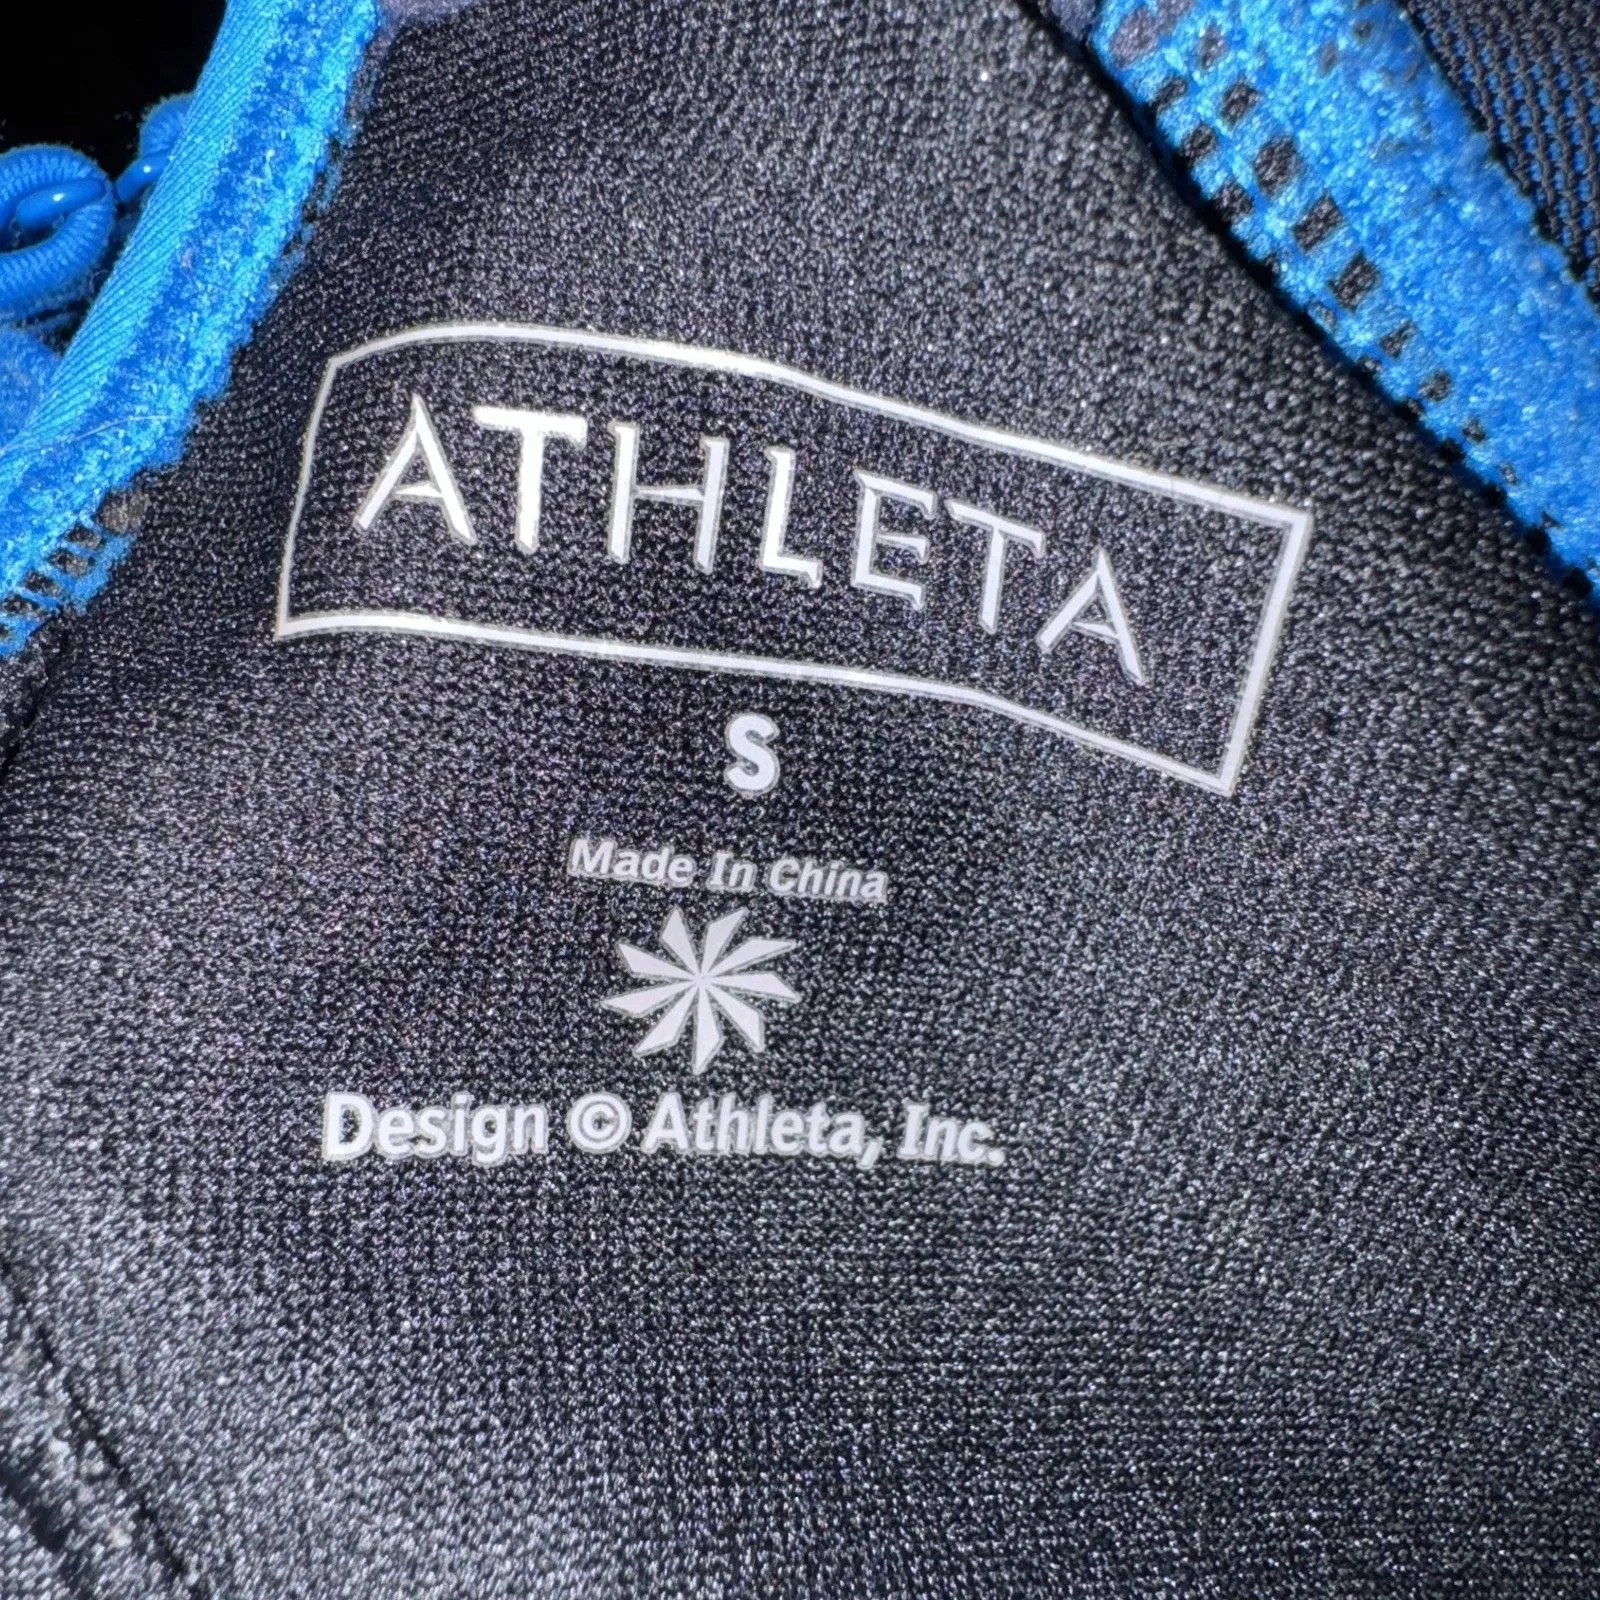 ATHLETA
S
Made In China
Design © Athleta, Inc.